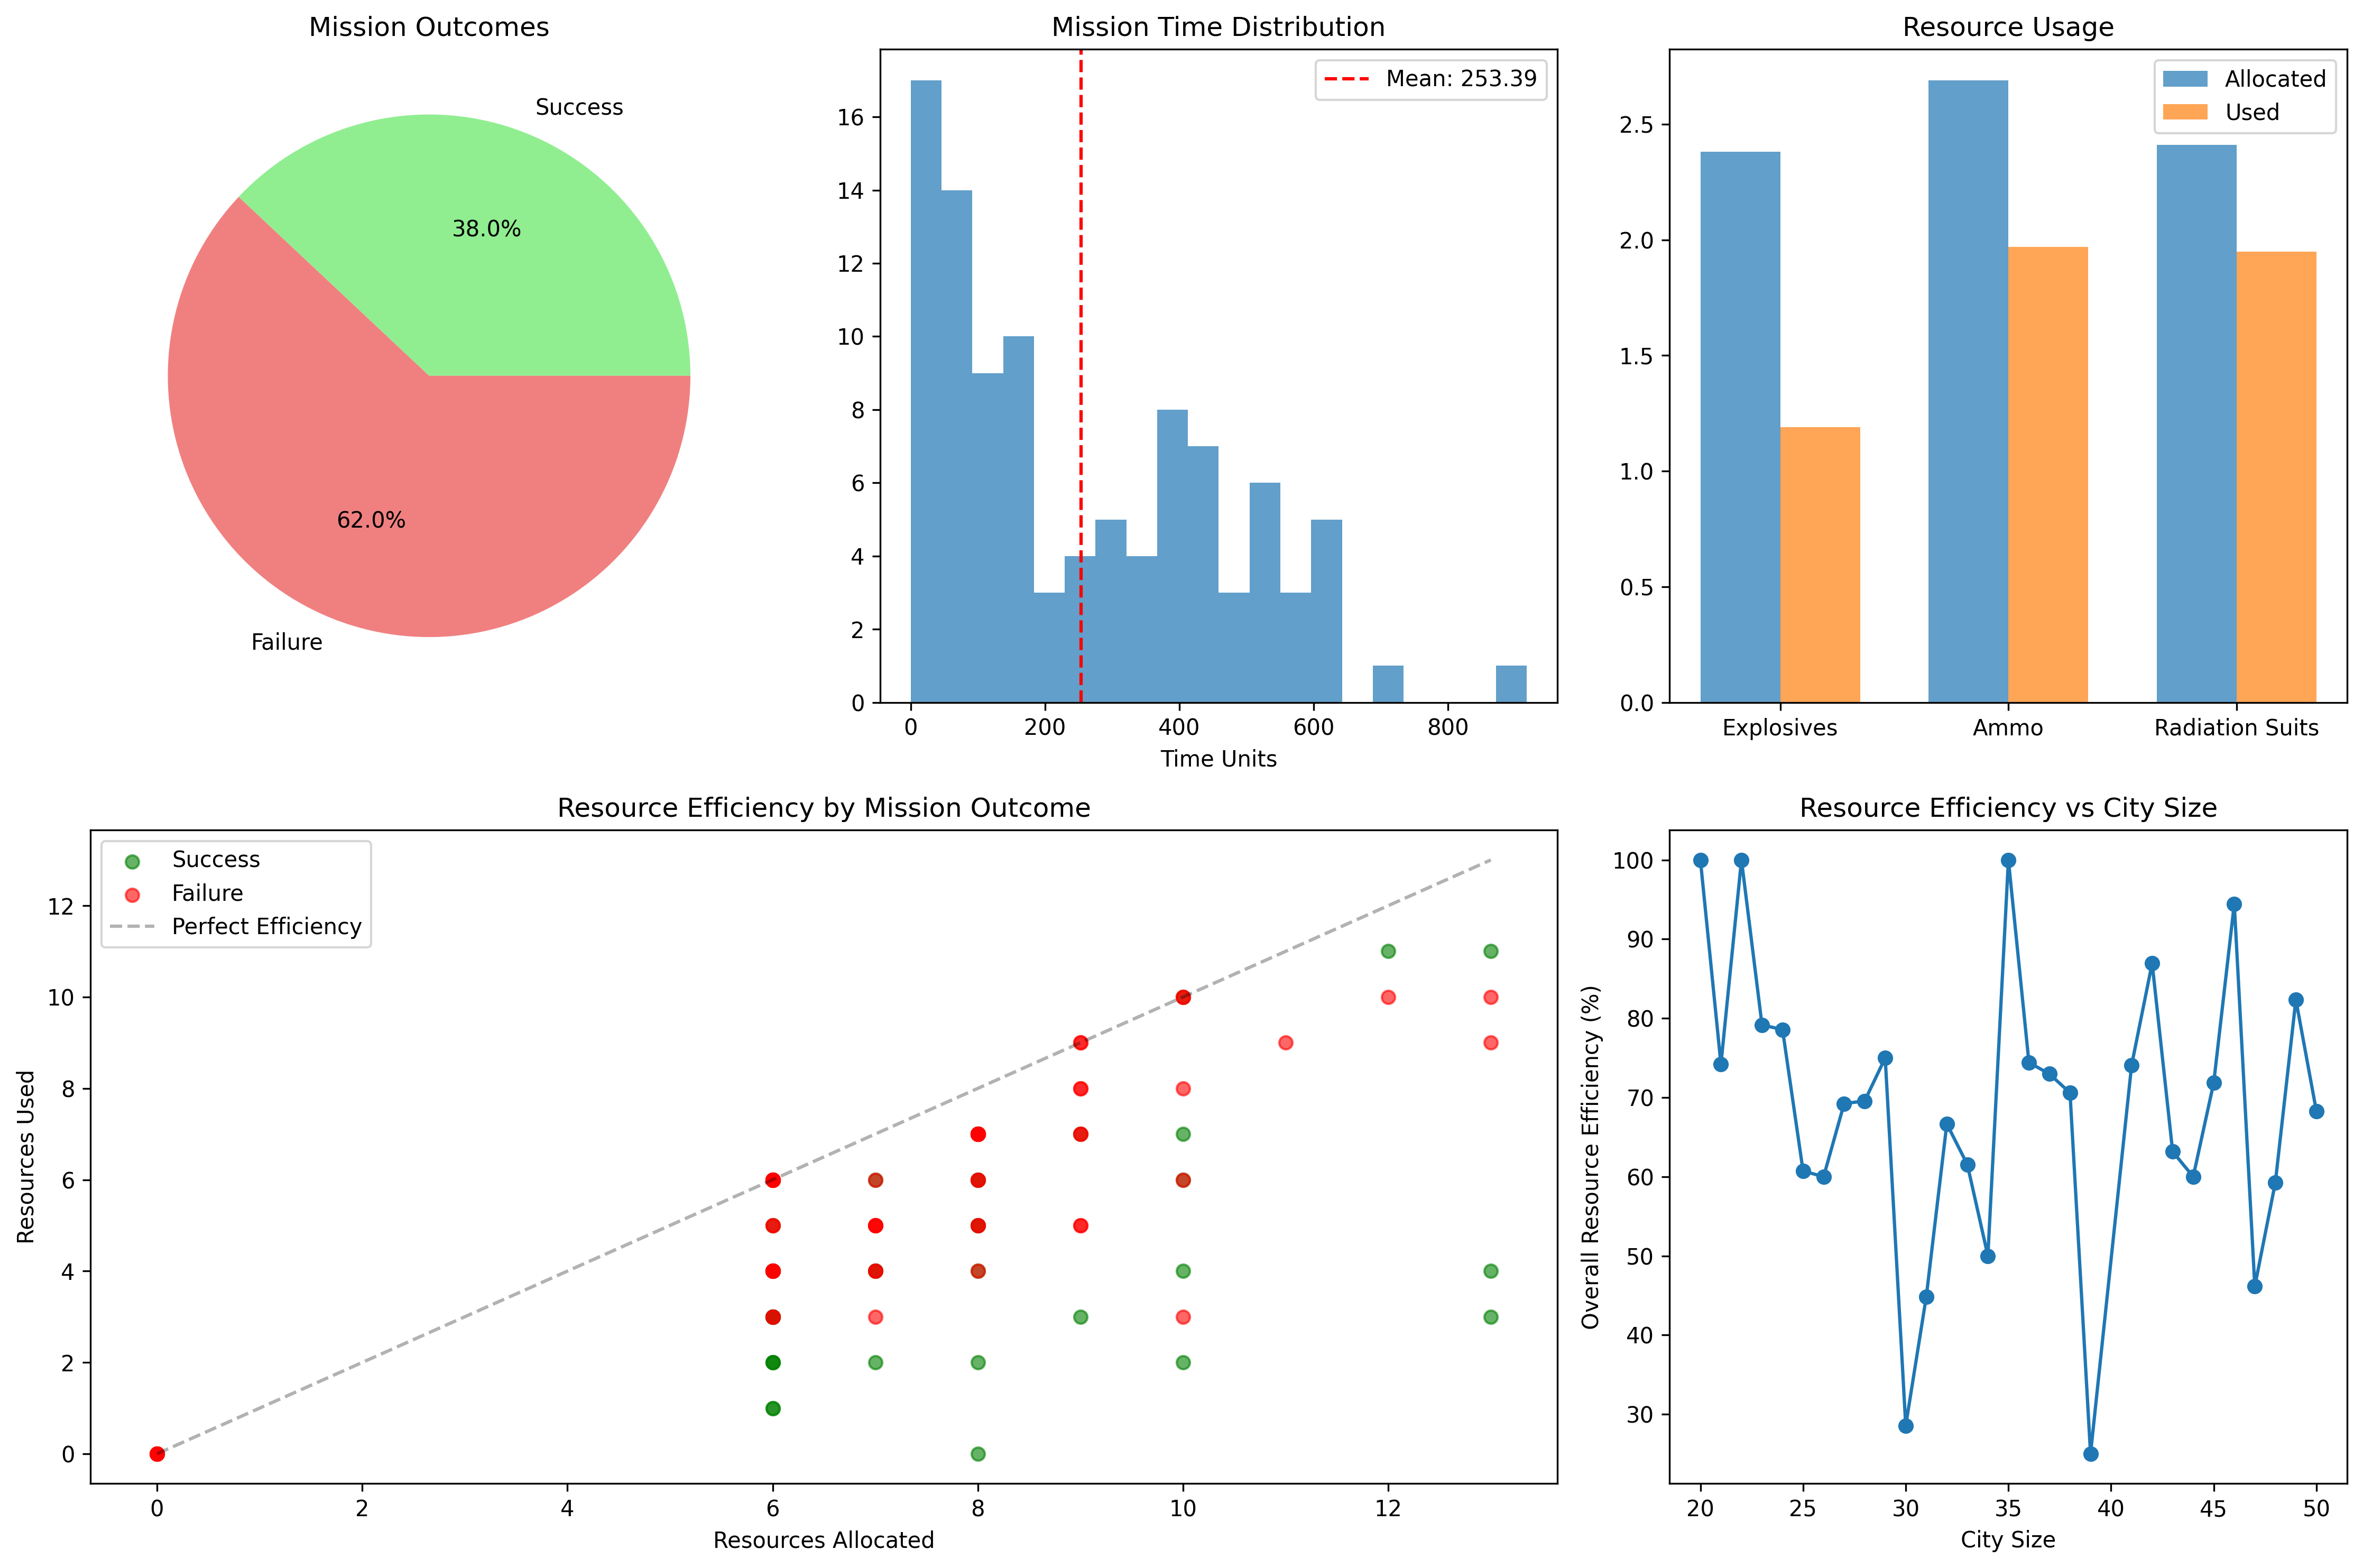 Mission Outcomes
Success
38.0%
62.0%
Failure
Mission Time Distribution
Mean: 253.39
16
14
12
10
8
6
4
2
0
0 200 400 600 800
Time Units
Resource Usage
Allocated
Used
2.5
2.0
1.5
1.0
0.5
0.0
Explosives Ammo Radiation Suits
Resource Efficiency by Mission Outcome
Success
Failure
Perfect Efficiency
12
10
8
6
4
2
0
Resources Used
0 2 4 6 8 10 12
Resources Allocated
Resource Efficiency vs City Size
100
90
80
70
60
50
40
30
Overall Resource Efficiency (%)
20 25 30 35 40 45 50
City Size